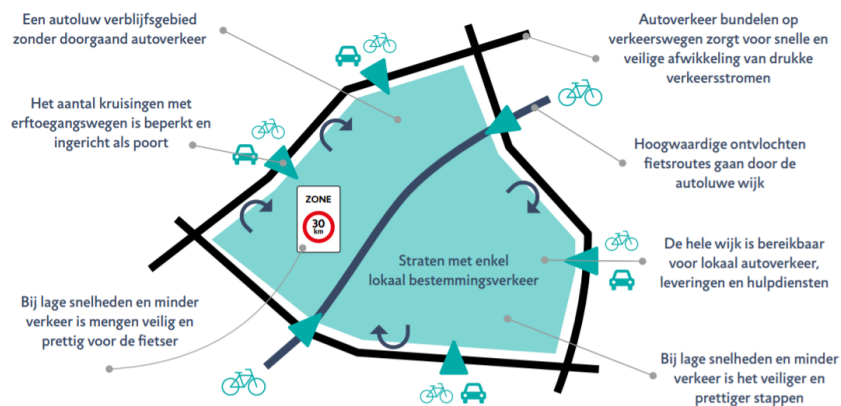 Een autoluw verblijfsgebied
zonder doorgaand autoverkeer
Autoverkeer bundelen op
verkeerswegen zorgt voor snelle en
veilige afwikkeling van drukke
verkeersstromen
Het aantal kruisingen met
erftoegangswegen is beperkt en
ingericht als poort
Hoogwaardige ontvlochten
fietsroutes gaan door de
autoluwe wijk
ZONE
30
km
Straten met enkel
lokaal bestemmingsverkeer
De hele wijk is bereikbaar
voor lokaal autoverkeer,
leveringen en hulpdiensten
Bij lage snelheden en minder
verkeer is mengen veilig en
prettig voor de fietser
Bij lage snelheden en minder
verkeer is het veiliger en
prettiger stappen